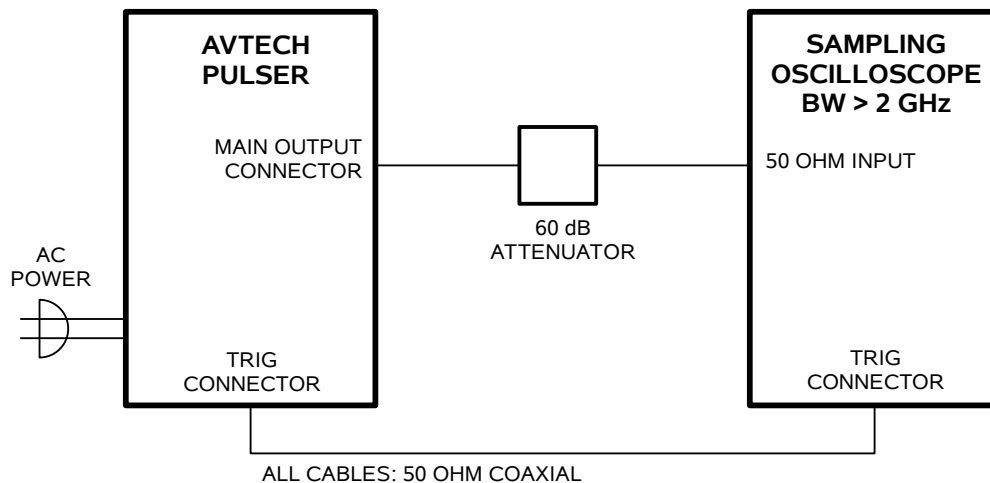 AVTECH
PULSER
SAMPLING
OSCILLOSCOPE
BW > 2 GHz
MAIN OUTPUT
CONNECTOR
50 OHM INPUT
60 dB
ATTENUATOR
AC
POWER
TRIG
CONNECTOR
TRIG
CONNECTOR
ALL CABLES: 50 OHM COAXIAL